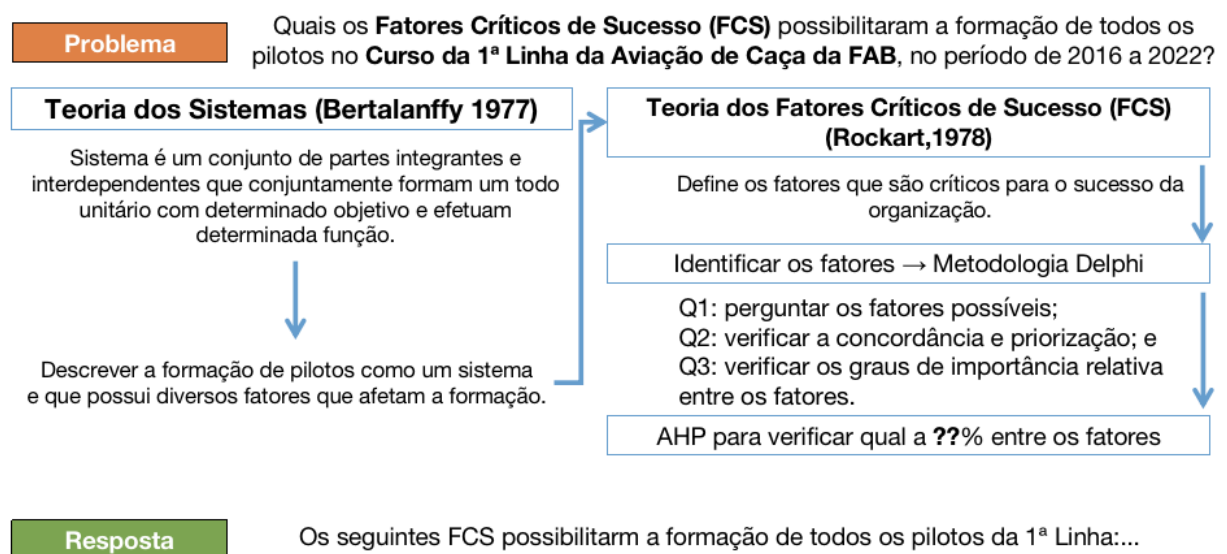 Problema
Quais os Fatores Críticos de Sucesso (FCS) possibilitaram a formação de todos os
pilotos no Curso da 1ª Linha da Aviação de Caça da FAB, no período de 2016 a 2022?
Teoria dos Sistemas (Bertalanffy 1977)
Sistema é um conjunto de partes integrantes e
interdependentes que conjuntamente formam um todo
unitário com determinado objetivo e efetuam
determinada função.
Descrever a formação de pilotos como um sistema
e que possui diversos fatores que afetam a formação.
Teoria dos Fatores Críticos de Sucesso (FCS)
(Rockart,1978)
Define os fatores que são críticos para o sucesso da
organização.
Identificar os fatores → Metodologia Delphi
Q1: perguntar os fatores possíveis;
Q2: verificar a concordância e priorização; e
Q3: verificar os graus de importância relativa
entre os fatores.
AHP para verificar qual a ??% entre os fatores
Resposta
Os seguintes FCS possibilitarm a formação de todos os pilotos da 1ª Linha:...